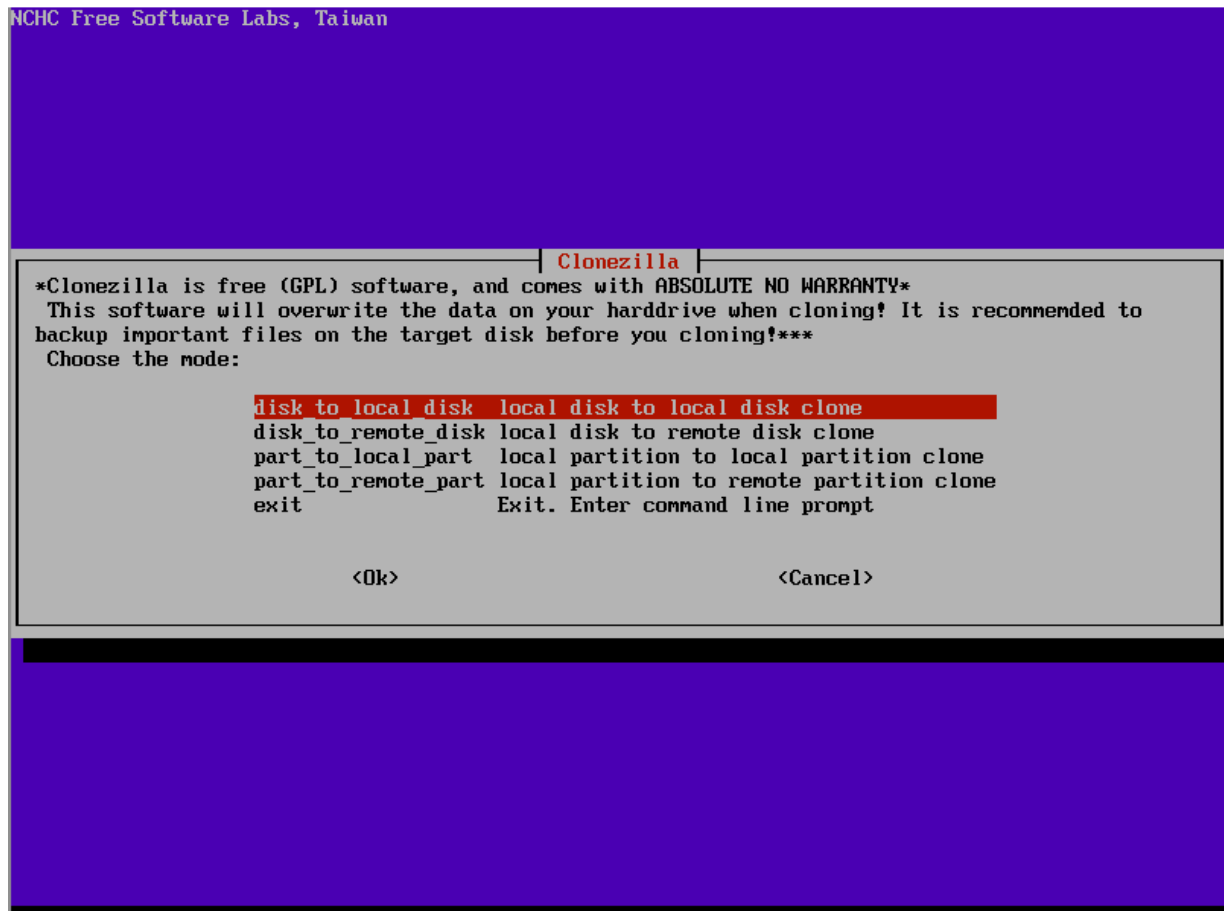 NCHC Free Software Labs, Taiwan
Clonezilla
*Clonezilla is free (GPL) software, and comes with ABSOLUTE NO WARRANTY*
This software will overwrite the data on your harddrive when cloning! It is recommemded to
backup important files on the target disk before you cloning!***
Choose the mode:
disk_to_local_disk local disk to local disk clone
disk_to_remote_disk local disk to remote disk clone
part_to_local_part local partition to local partition clone
part_to_remote_part local partition to remote partition clone
exit Exit. Enter command line prompt
<Ok> <Cancel>